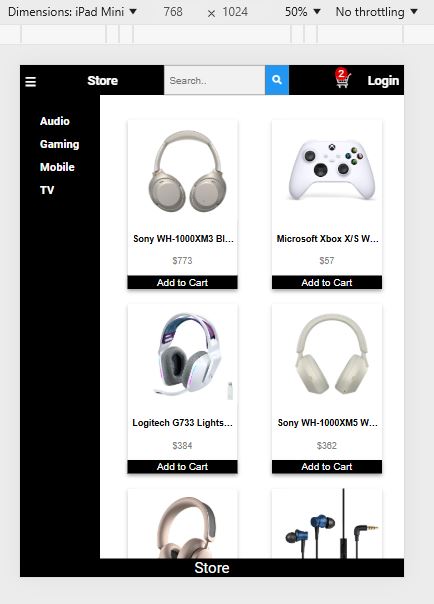 Dimensions: iPad Mini ▼ 768 × 1024 50% ▼ No throttling ▼
☰ Store Search.. 2 Login
Audio
Gaming
Mobile
TV
Sony WH-1000XM3 Bl... Microsoft Xbox X/S W...
$773 $57
Add to Cart Add to Cart
Logitech G733 Lights... Sony WH-1000XM5 W...
$384 $362
Add to Cart Add to Cart
Store